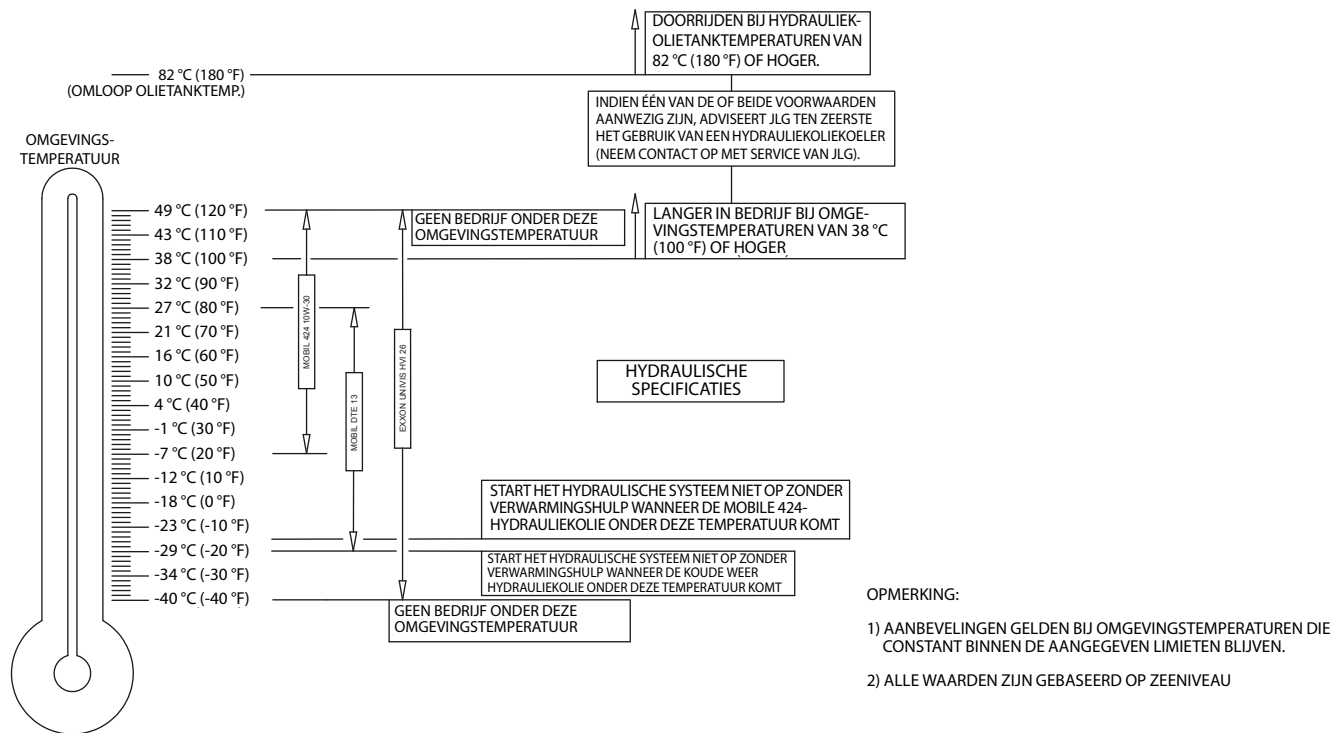 DOORRIJDEN BIJ HYDRAULIEK-
OLIETANKTEMPERATUREN VAN
82 °C (180 °F) OF HOGER.
82 °C (180 °F)
(OMLOOP OLIETANKTEMP.)
INDIEN ÉÉN VAN DE OF BEIDE VOORWAARDEN
AANWEZIG ZIJN, ADVISEERT JLG TEN ZEERSTE
HET GEBRUIK VAN EEN HYDRAULIEKOLIEKOELER
(NEEM CONTACT OP MET SERVICE VAN JLG).
OMGEVINGS-
TEMPERATUUR
49 °C (120 °F)
43 °C (110 °F)
38 °C (100 °F)
32 °C (90 °F)
27 °C (80 °F)
21 °C (70 °F)
16 °C (60 °F)
10 °C (50 °F)
4 °C (40 °F)
-1 °C (30 °F)
-7 °C (20 °F)
-12 °C (10 °F)
-18 °C (0 °F)
-23 °C (-10 °F)
-29 °C (-20 °F)
-34 °C (-30 °F)
-40 °C (-40 °F)
GEEN BEDRIJF ONDER DEZE
OMGEVINGSTEMPERATUUR
LANGER IN BEDRIJF BIJ OMGE-
VINGSTEMPERATUREN VAN 38 °C
(100 °F) OF HOGER
MOBIL 424 10W-30
MOBIL DTE 13
EXXON UNIVIS HVI 26
HYDRAULISCHE
SPECIFICATIES
START HET HYDRAULISCHE SYSTEEM NIET OP ZONDER
VERWARMINGSHULP WANNEER DE MOBILE 424-
HYDRAULIEKOLIE ONDER DEZE TEMPERATUUR KOMT
START HET HYDRAULISCHE SYSTEEM NIET OP ZONDER
VERWARMINGSHULP WANNEER DE KOUDE WEER
HYDRAULIEKOLIE ONDER DEZE TEMPERATUUR KOMT
GEEN BEDRIJF ONDER DEZE
OMGEVINGSTEMPERATUUR
OPMERKING:
1) AANBEVELINGEN GELDEN BIJ OMGEVINGSTEMPERATUREN DIE
CONSTANT BINNEN DE AANGEGEVEN LIMIETEN BLIJVEN.
2) ALLE WAARDEN ZIJN GEBASEERD OP ZEENIVEAU